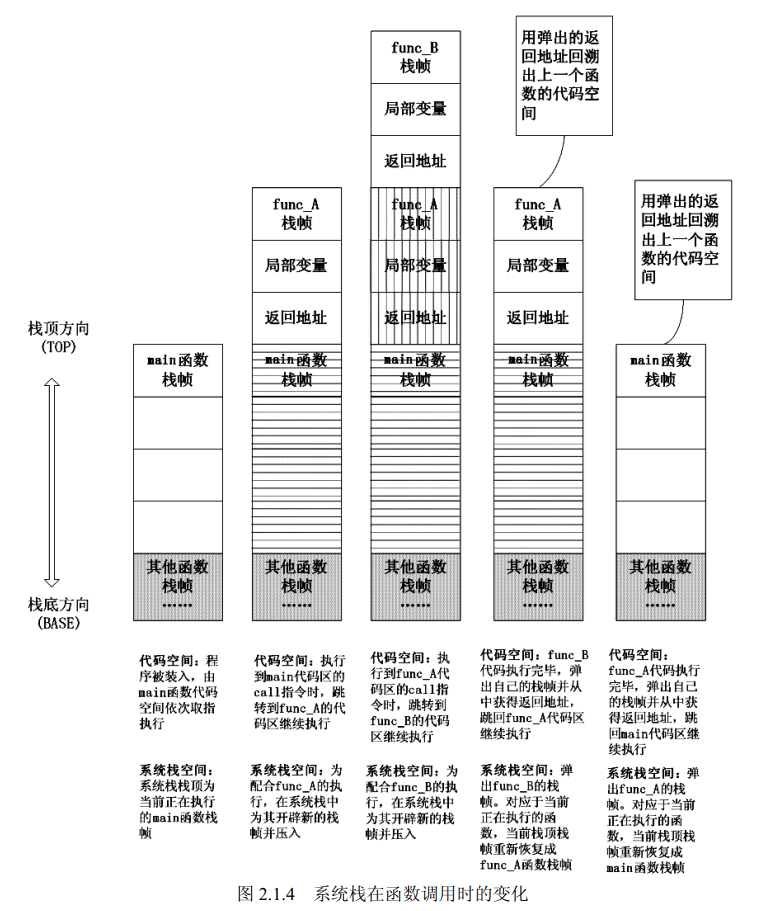 func_B
栈帧
局部变量
返回地址
func_A
栈帧
局部变量
返回地址
main函数
栈帧
其他函数
栈帧
……
用弹出的返
回地址回溯
出上一个函
数的代码空
间
func_A
栈帧
局部变量
返回地址
main函数
栈帧
其他函数
栈帧
……
func_A
栈帧
局部变量
返回地址
main函数
栈帧
其他函数
栈帧
……
用弹出的返
回地址回溯
出上一个函
数的代码空
间
栈顶方向
(TOP)
main函数
栈帧
其他函数
栈帧
……
main函数
栈帧
其他函数
栈帧
……
栈底方向
(BASE)
代码空间：程
序被装入，由
main函数代码
空间依次取指
执行
代码空间：执行
到main代码区的
call指令时，跳
转到func_A的代
码区继续执行
代码空间：执
行到func_A代
码区的call指
令时，跳转到
func_B的代码
区继续执行
代码空间：func_B
代码执行完毕，弹
出自己的栈帧并从
中获得返回地址，
跳回func_A代码区
继续执行
代码空间：
func_A代码执行
完毕，弹出自己
的栈帧并从中获
得返回地址，跳
回main代码区继
续执行
系统栈空间：
系统栈栈顶为
当前正在执行
的main函数栈
帧
系统栈空间：为
配合func_A的执
行，在系统栈中
为其开辟新的栈
帧并压入
系统栈空间：为
配合func_B的执
行，在系统栈中
为其开辟新的栈
帧并压入
系统栈空间：弹
出func_B的栈
帧。对应于当前
正在执行的函
数，当前栈顶栈
帧重新恢复成
func_A函数栈帧
系统栈空间：弹
出func_A的栈
帧。对应于当前
正在执行的函
数，当前栈顶栈
帧重新恢复成
main函数栈帧
图 2.1.4 系统栈在函数调用时的变化